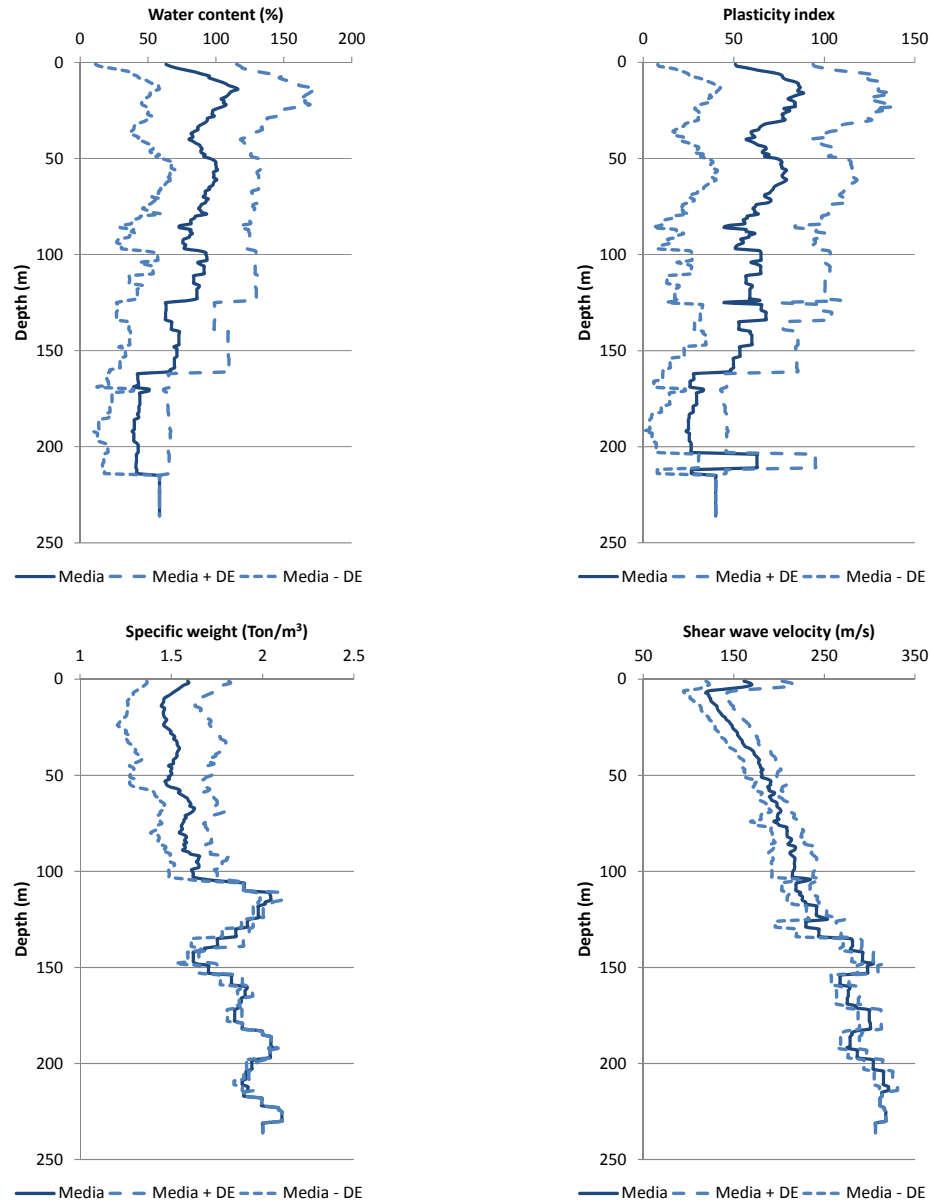 Water content (%)
0 50 100 150 200
0
50
100
150
200
250
Depth (m)
Media Media + DE Media - DE
Plasticity index
0 50 100 150
0
50
100
150
200
250
Depth (m)
Media Media + DE Media - DE
Specific weight (Ton/m³)
1 1.5 2 2.5
0
50
100
150
200
250
Depth (m)
Media Media + DE Media - DE
Shear wave velocity (m/s)
50 150 250 350
0
50
100
150
200
250
Depth (m)
Media Media + DE Media - DE